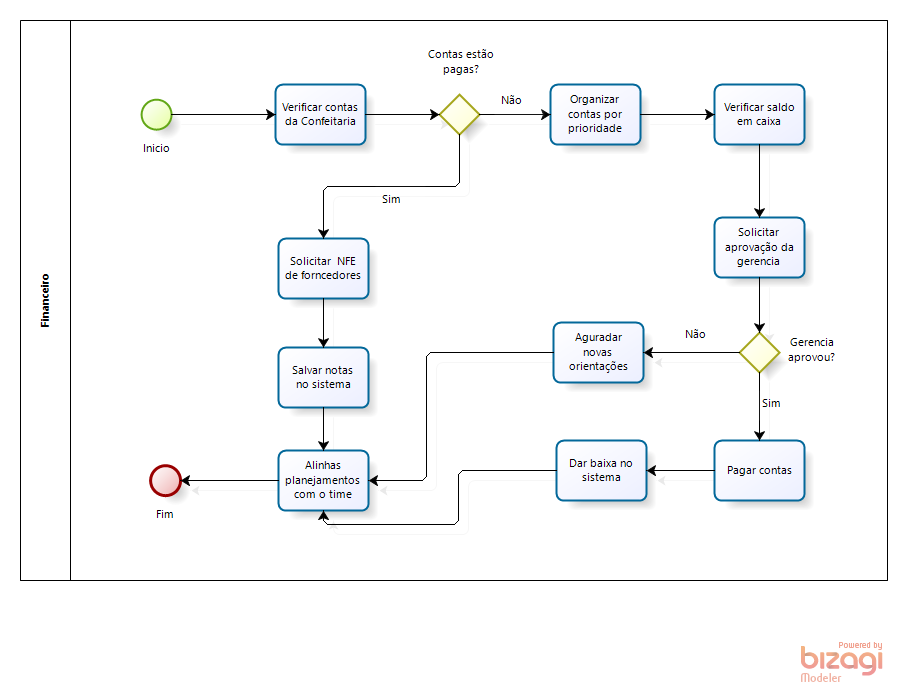 Financeiro
Contas estão
pagas?
Inicio
Verificar contas
da Confeitaria
Não
Organizar
contas por
prioridade
Verificar saldo
em caixa
Sim
Solicitar
aprovação da
gerencia
Solicitar  NFE
de forncedores
Não
Gerencia
aprovou?
Aguradar
novas
orientações
Salvar notas
no sistema
Sim
Alinhas
planejamentos
com o time
Dar baixa no
sistema
Pagar contas
Fim
Powered by
bizagi
Modeler